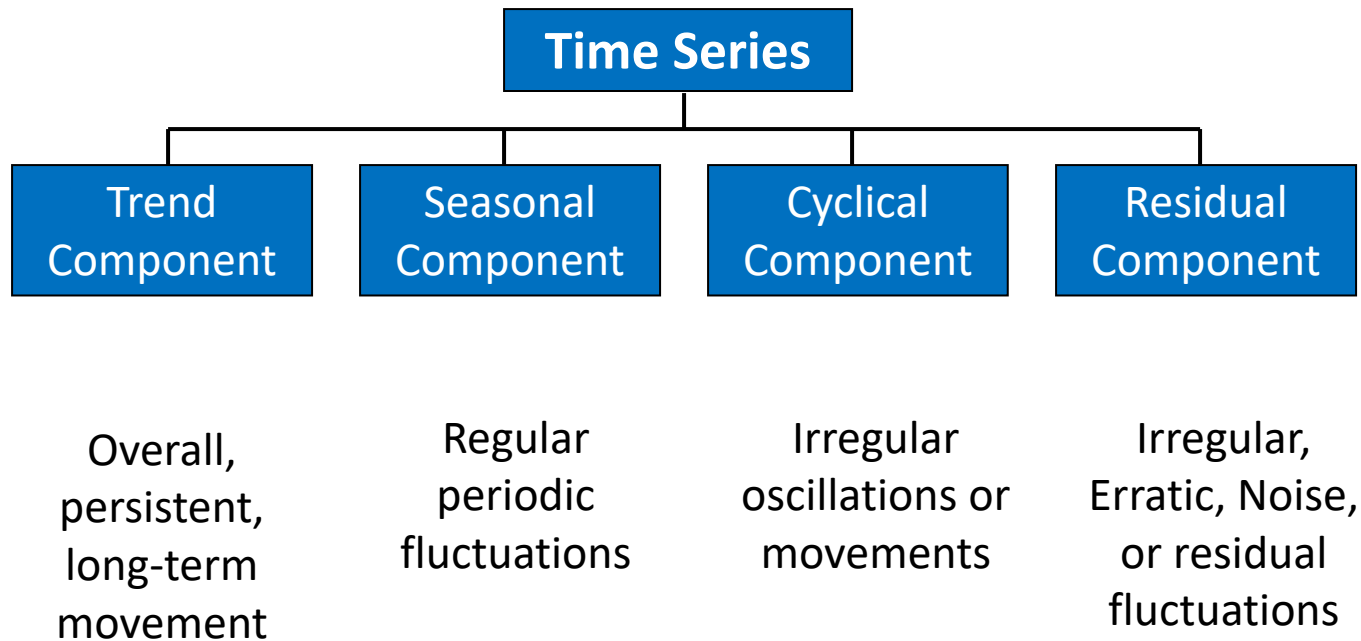 Time Series
Trend
Component
Seasonal
Component
Cyclical
Component
Residual
Component
Overall,
persistent,
long-term
movement
Regular
periodic
fluctuations
Irregular
oscillations or
movements
Irregular,
Erratic, Noise,
or residual
fluctuations